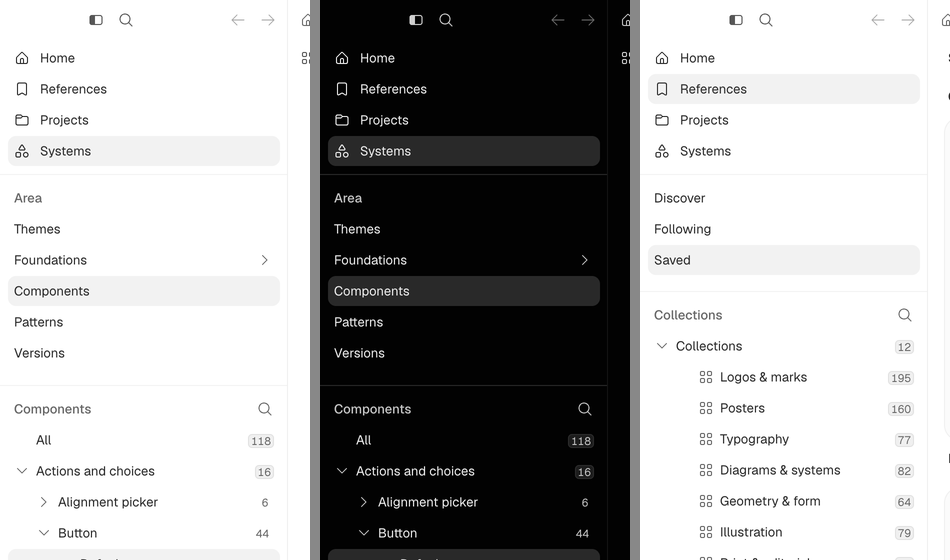 Home
References
Projects
Systems
Area
Themes
Foundations
Components
Patterns
Versions
Components
All 118
Actions and choices 16
Alignment picker 6
Button 44
Home
References
Projects
Systems
Area
Themes
Foundations
Components
Patterns
Versions
Components
All 118
Actions and choices 16
Alignment picker 6
Button 44
Home
References
Projects
Systems
Discover
Following
Saved
Collections
Collections 12
Logos & marks 195
Posters 160
Typography 77
Diagrams & systems 82
Geometry & form 64
Illustration 79